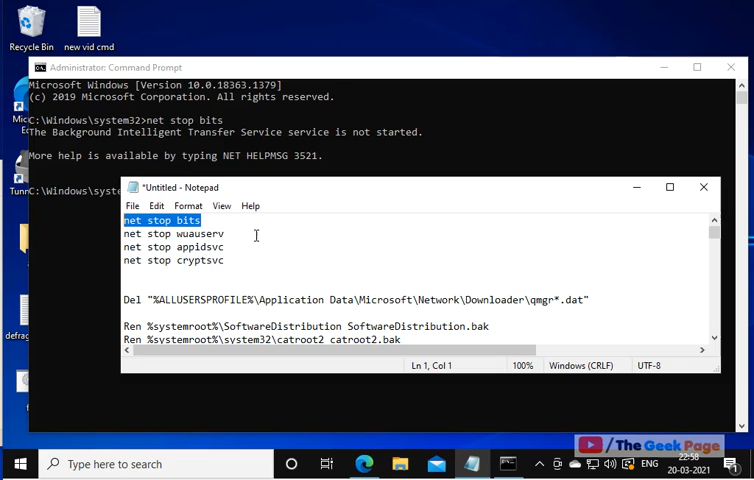 Recycle Bin
new vid cmd
Administrator: Command Prompt
Microsoft Windows [Version 10.0.18363.1379]
(c) 2019 Microsoft Corporation. All rights reserved.
C:\Windows\system32>net stop bits
The Background Intelligent Transfer Service service is not started.
More help is available by typing NET HELPMSG 3521.
C:\Windows\syste
*Untitled - Notepad
File Edit Format View Help
net stop bits
net stop wuauserv
net stop appidsvc
net stop cryptsvc
Del "%ALLUSERSPROFILE%\Application Data\Microsoft\Network\Downloader\qmgr*.dat"
Ren %systemroot%\SoftwareDistribution SoftwareDistribution.bak
Ren %systemroot%\system32\catroot2 catroot2.bak
Ln 1, Col 1
100%
Windows (CRLF)
UTF-8
Mic
Tunn
defrag
/The Geek Page
Type here to search
ENG
22:58
20-03-2021
1